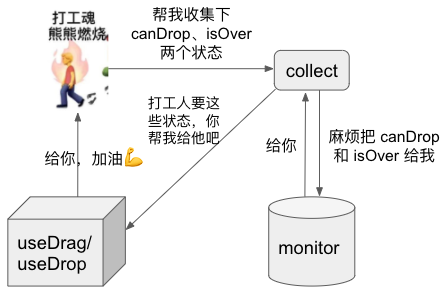 打工魂
熊熊燃烧
帮我收集下
canDrop、isOver
两个状态
collect
打工人要这
些状态，你
帮我给他吧
给你，加油💪
给你
麻烦把 canDrop
和 isOver 给我
useDrag/
useDrop
monitor